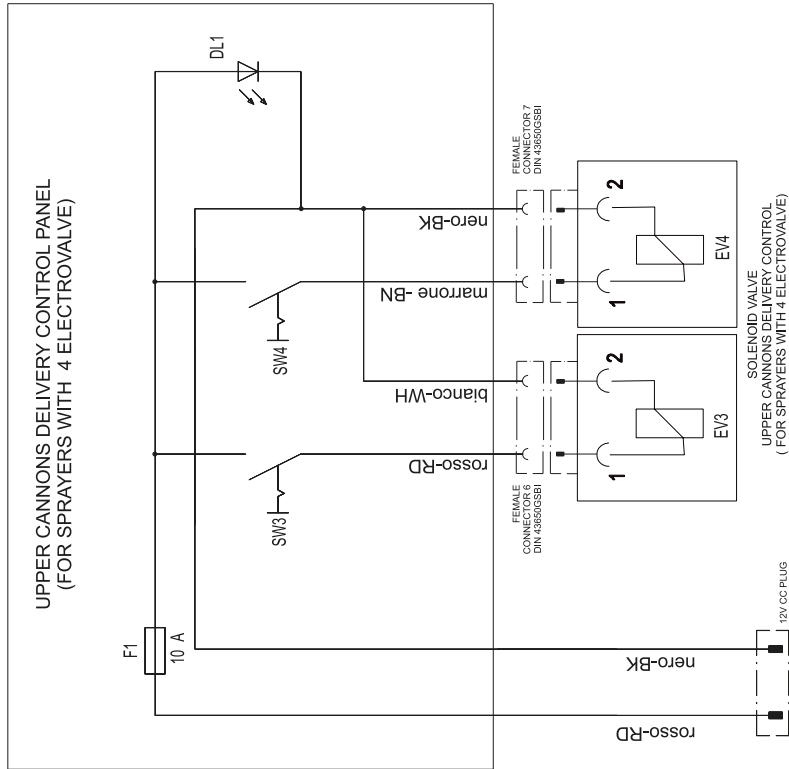 UPPER CANNONS DELIVERY CONTROL PANEL
(FOR SPRAYERS WITH 4 ELECTROVALVE)
DL1
F1
10 A
SW4
SW3
nero-BK
marrone -BN
bianco-WH
rosso-RD
FEMALE
CONNECTOR 7
DIN 43650GSBI
FEMALE
CONNECTOR 6
DIN 43650GSBI
2
1
EV4
2
1
EV3
SOLENOID VALVE
UPPER CANNONS DELIVERY CONTROL
( FOR SPRAYERS WITH 4 ELECTROVALVE)
nero-BK
rosso-RD
12V CC PLUG